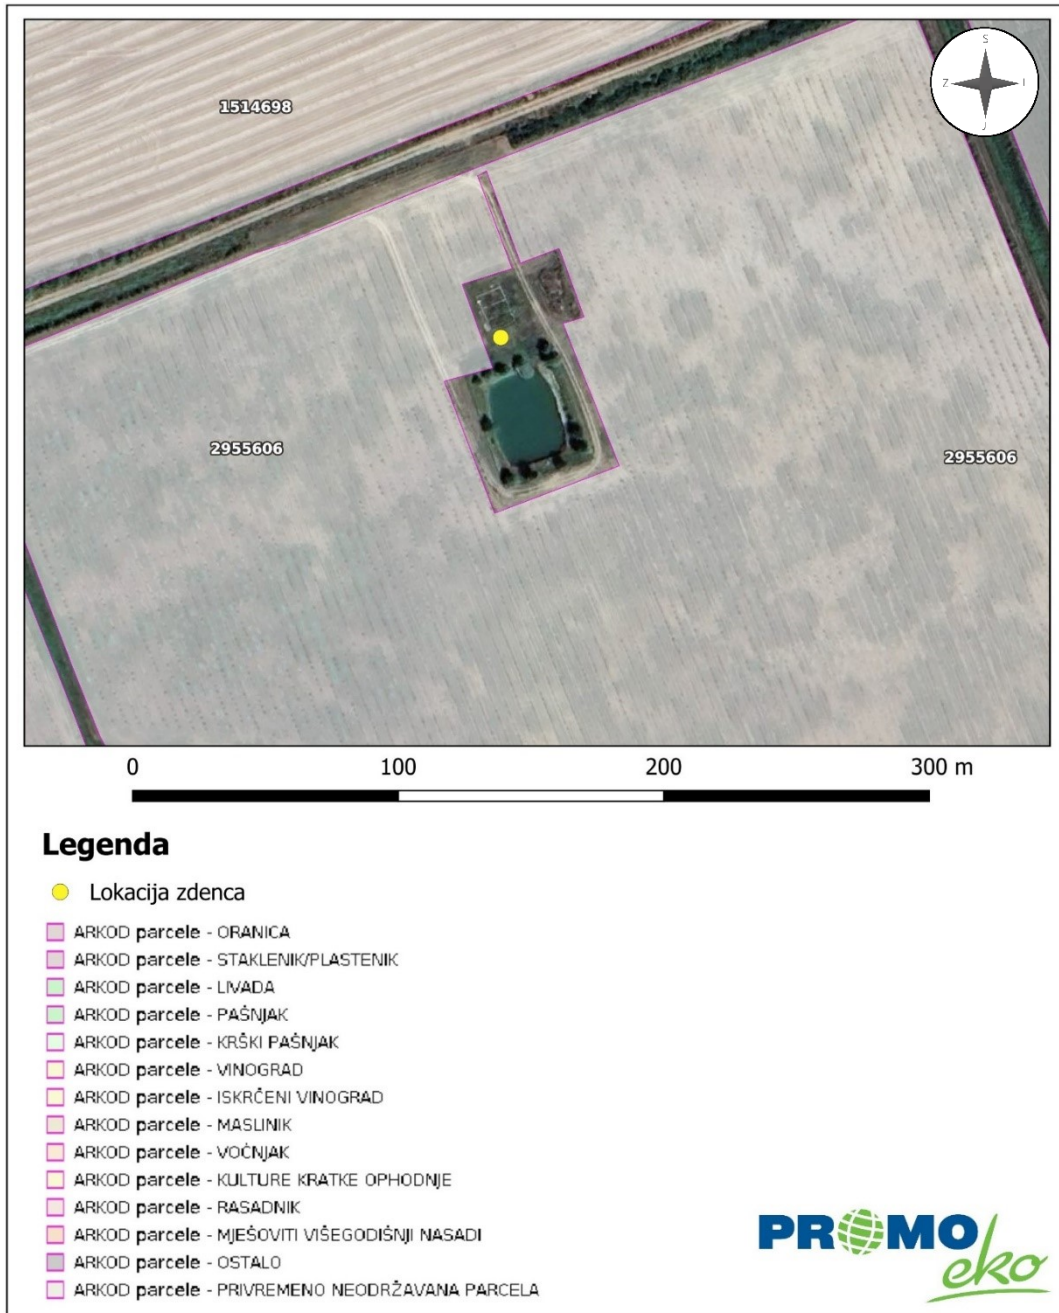 S
1514698
Z
I
J
2955606
2955606
0 100 200 300 m
Legenda
Lokacija zdenca
ARKOD parcele - ORANICA
ARKOD parcele - STAKLENIK/PLASTENIK
ARKOD parcele - LIVADA
ARKOD parcele - PAŠNJAK
ARKOD parcele - KRŠKI PAŠNJAK
ARKOD parcele - VINOGRAD
ARKOD parcele - ISKRČENI VINOGRAD
ARKOD parcele - MASLINIK
ARKOD parcele - VOĆNJAK
ARKOD parcele - KULTURE KRATKE OPHODNJE
ARKOD parcele - RASADNIK
ARKOD parcele - MJEŠOVITI VIŠEGODIŠNJI NASADI
ARKOD parcele - OSTALO
ARKOD parcele - PRIVREMENO NEODRŽAVANA PARCELA
PROMO
eko